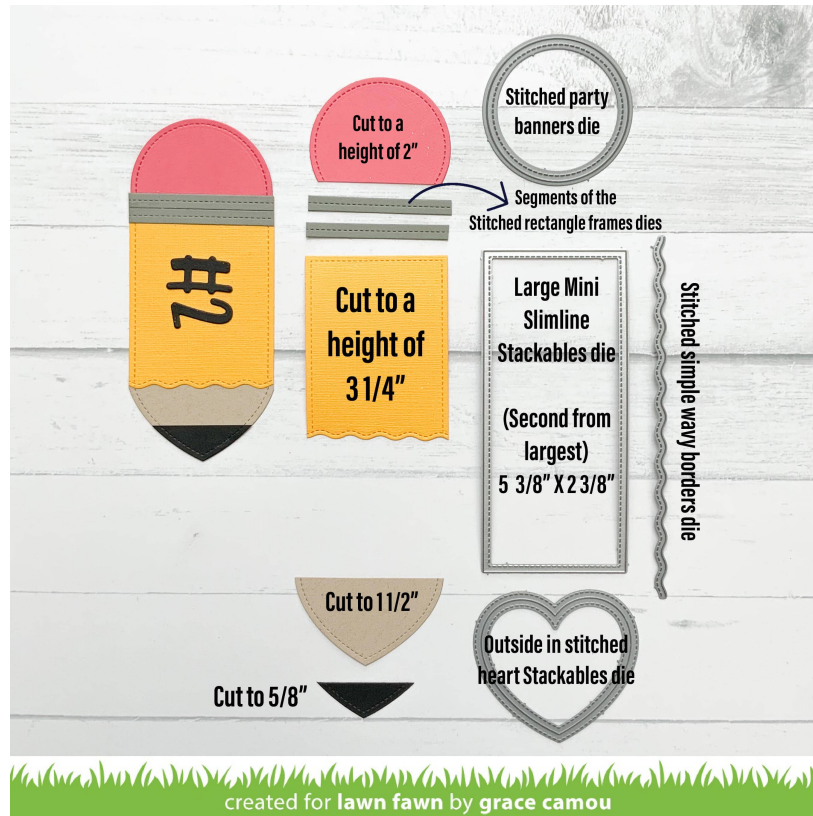 Cut to a
height of 2"
Stitched party
banners die
Segments of the
Stitched rectangle frames dies
#2
Cut to a
height of
3 1/4"
Large Mini
Slimline
Stackables die
(Second from
largest)
5 3/8" X 2 3/8"
Stitched simple wavy borders die
Cut to 1 1/2"
Outside in stitched
heart Stackables die
Cut to 5/8"
created for lawn fawn by grace camou